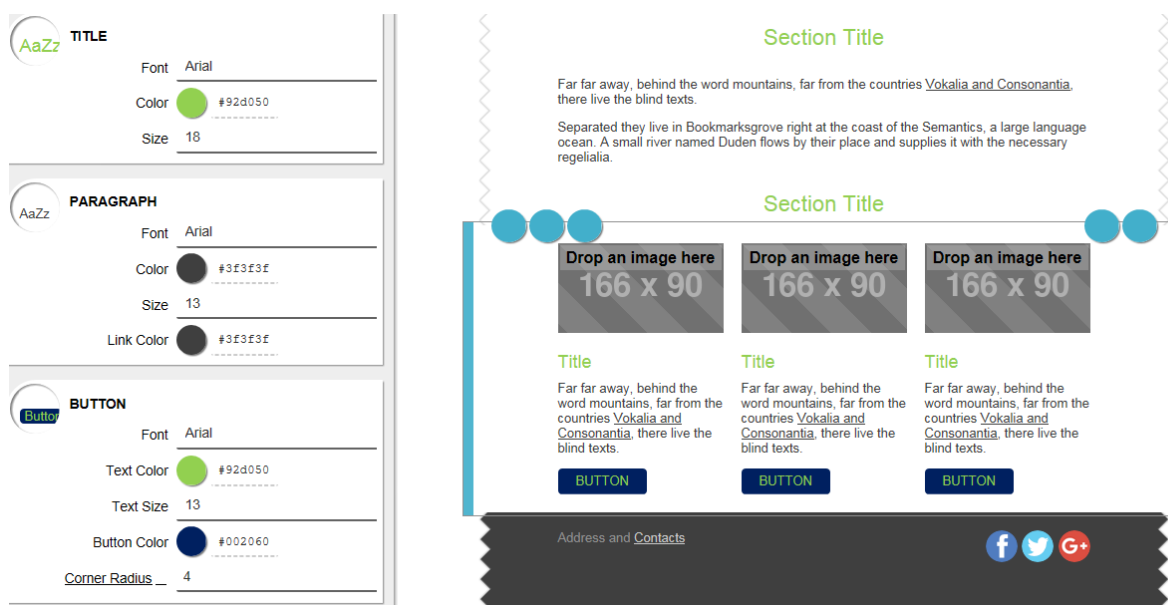 AaZz TITLE
Font Arial
Color #92d050
Size 18
AaZz PARAGRAPH
Font Arial
Color #3f3f3f
Size 13
Link Color #3f3f3f
Button BUTTON
Font Arial
Text Color #92d050
Text Size 13
Button Color #002060
Corner Radius 4
Section Title
Far far away, behind the word mountains, far from the countries Vokalia and Consonantia,
there live the blind texts.
Separated they live in Bookmarksgrove right at the coast of the Semantics, a large language
ocean. A small river named Duden flows by their place and supplies it with the necessary
regelialia.
Section Title
Drop an image here
166 x 90
Title
Far far away, behind the
word mountains, far from the
countries Vokalia and
Consonantia, there live the
blind texts.
BUTTON
Drop an image here
166 x 90
Title
Far far away, behind the
word mountains, far from the
countries Vokalia and
Consonantia, there live the
blind texts.
BUTTON
Drop an image here
166 x 90
Title
Far far away, behind the
word mountains, far from the
countries Vokalia and
Consonantia, there live the
blind texts.
BUTTON
Address and Contacts
f G+